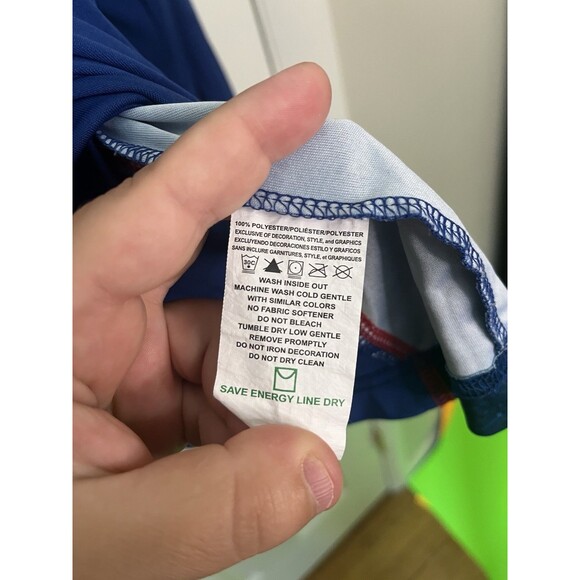 100% POLYESTER/POLIÉSTER/POLYESTER
EXCLUSIVE OF DECORATION, STYLE, and GRAPHICS
EXCLUYENDO DECORACIONES ESTILO Y GRAFICOS
SANS INCLURE GARNITURES, STYLE, et GRAPHIQUES
30C
WASH INSIDE OUT
MACHINE WASH COLD GENTLE
WITH SIMILAR COLORS
NO FABRIC SOFTENER
DO NOT BLEACH
TUMBLE DRY LOW GENTLE
REMOVE PROMPTLY
DO NOT IRON DECORATION
DO NOT DRY CLEAN
SAVE ENERGY LINE DRY